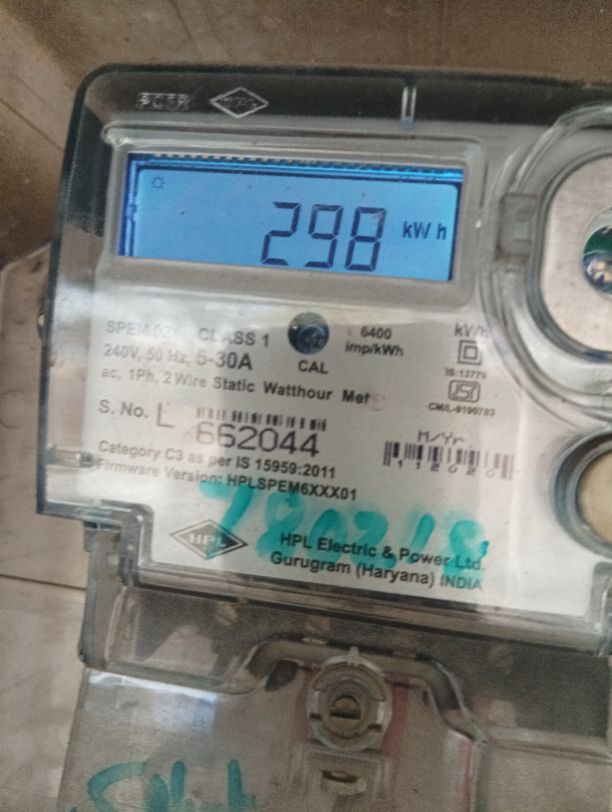 HPL
298 kWh
CLASS 1
6400
imp/kWh
240V, 50 Hz, 5-30A
CAL
ac, 1Ph, 2 Wire Static Watthour
IS:13779
S. No. L
662044
M/Yr.
112020
Category C3 as per IS 15959:2011
Firmware Version: HPLSPEM6XXX01
HPL
HPL Electric & Power Ltd.
Gurugram (Haryana) INDIA